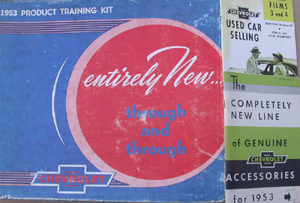 1953 PRODUCT TRAINING KIT
entirely New...
through
and
through
CHEVROLET
FILMS
3 and 4
CHEVROLET
USED CAR
SELLING
The
COMPLETELY
NEW LINE
of GENUINE
CHEVROLET
ACCESSORIES
for 1953